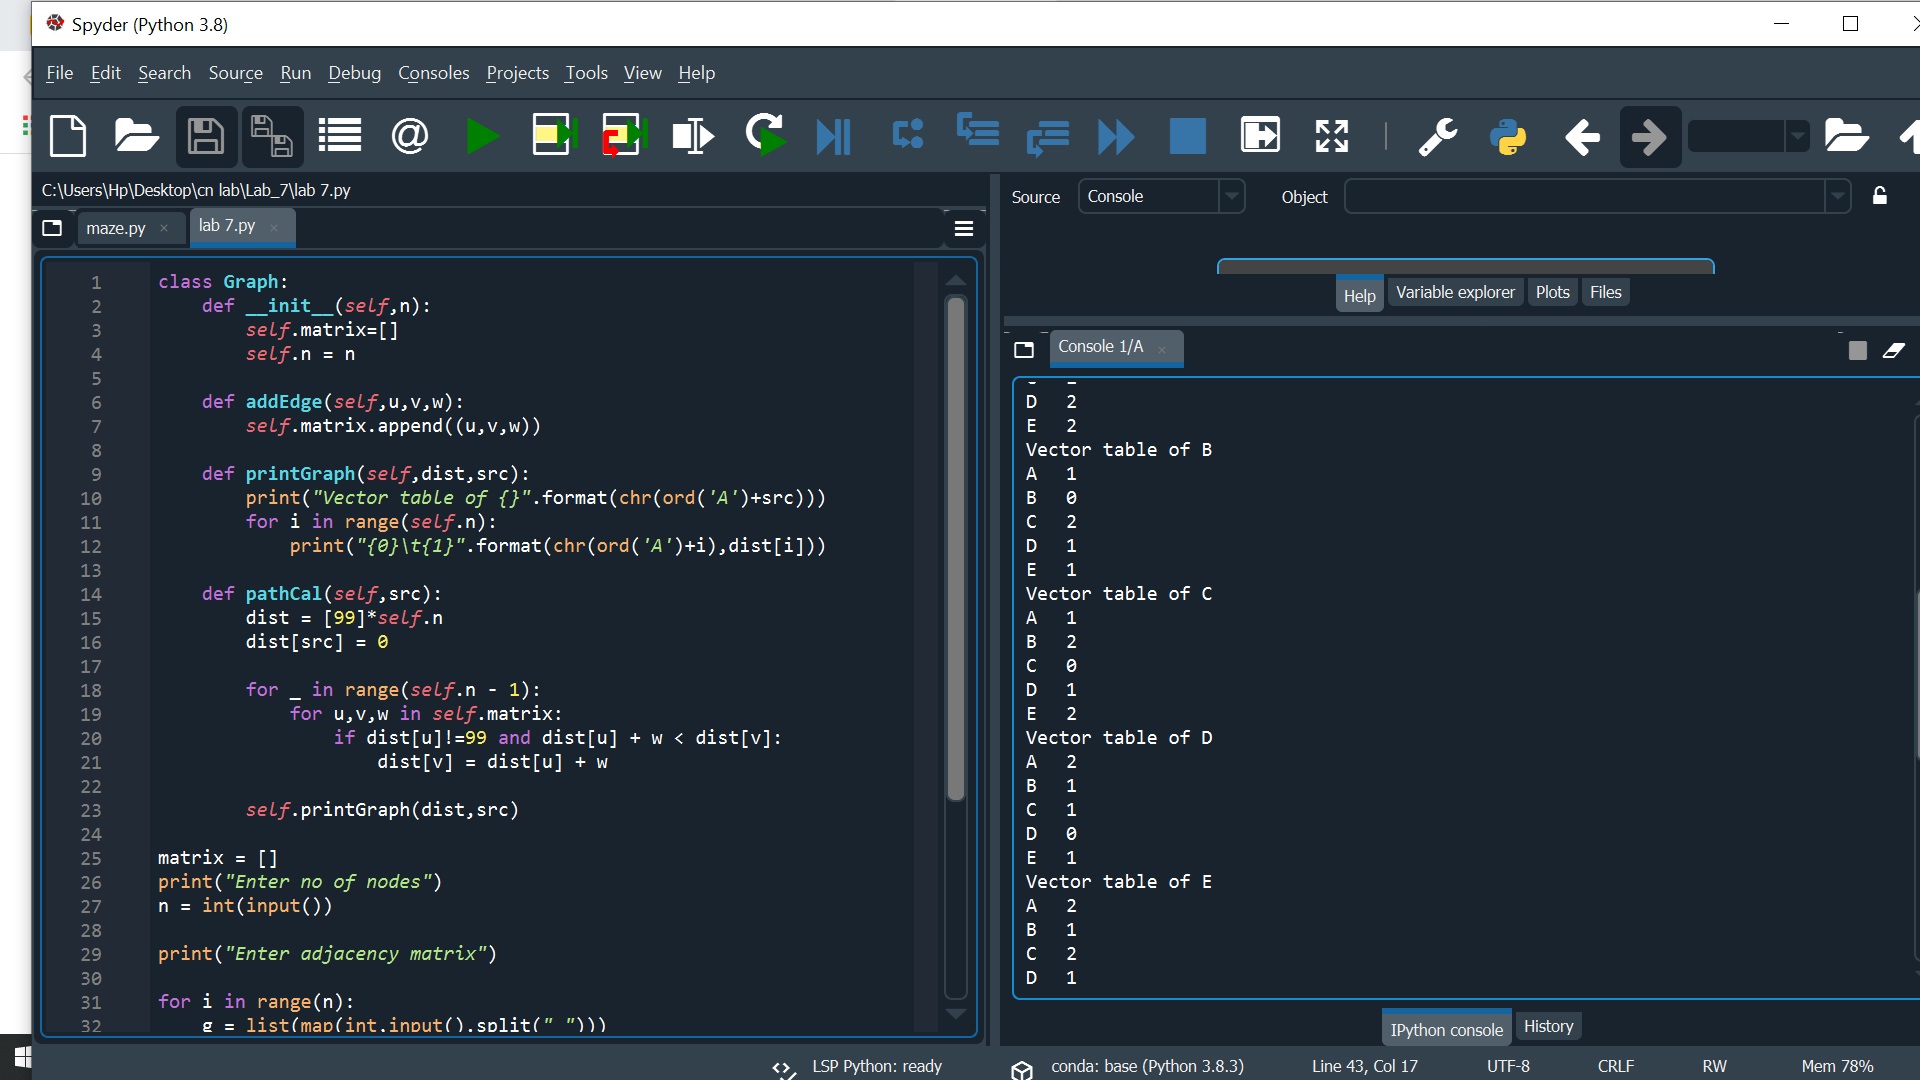 Spyder (Python 3.8)
File Edit Search Source Run Debug Consoles Projects Tools View Help
C:\Users\Hp\Desktop\cn lab\Lab_7\lab 7.py
maze.py
lab 7.py
1 class Graph:
2     def __init__(self,n):
3         self.matrix=[]
4         self.n = n
5
6     def addEdge(self,u,v,w):
7         self.matrix.append((u,v,w))
8
9     def printGraph(self,dist,src):
10         print("Vector table of {}".format(chr(ord('A')+src)))
11         for i in range(self.n):
12             print("{0}\t{1}".format(chr(ord('A')+i),dist[i]))
13
14     def pathCal(self,src):
15         dist = [99]*self.n
16         dist[src] = 0
17
18         for _ in range(self.n - 1):
19             for u,v,w in self.matrix:
20                 if dist[u]!=99 and dist[u] + w < dist[v]:
21                     dist[v] = dist[u] + w
22
23         self.printGraph(dist,src)
24
25 matrix = []
26 print("Enter no of nodes")
27 n = int(input())
28
29 print("Enter adjacency matrix")
30
31 for i in range(n):
32     g = list(map(int,input().split(" ")))
Source Console Object
Help Variable explorer Plots Files
Console 1/A
D 2
E 2
Vector table of B
A 1
B 0
C 2
D 1
E 1
Vector table of C
A 1
B 2
C 0
D 1
E 2
Vector table of D
A 2
B 1
C 1
D 0
E 1
Vector table of E
A 2
B 1
C 2
D 1
IPython console History
LSP Python: ready conda: base (Python 3.8.3) Line 43, Col 17 UTF-8 CRLF RW Mem 78%